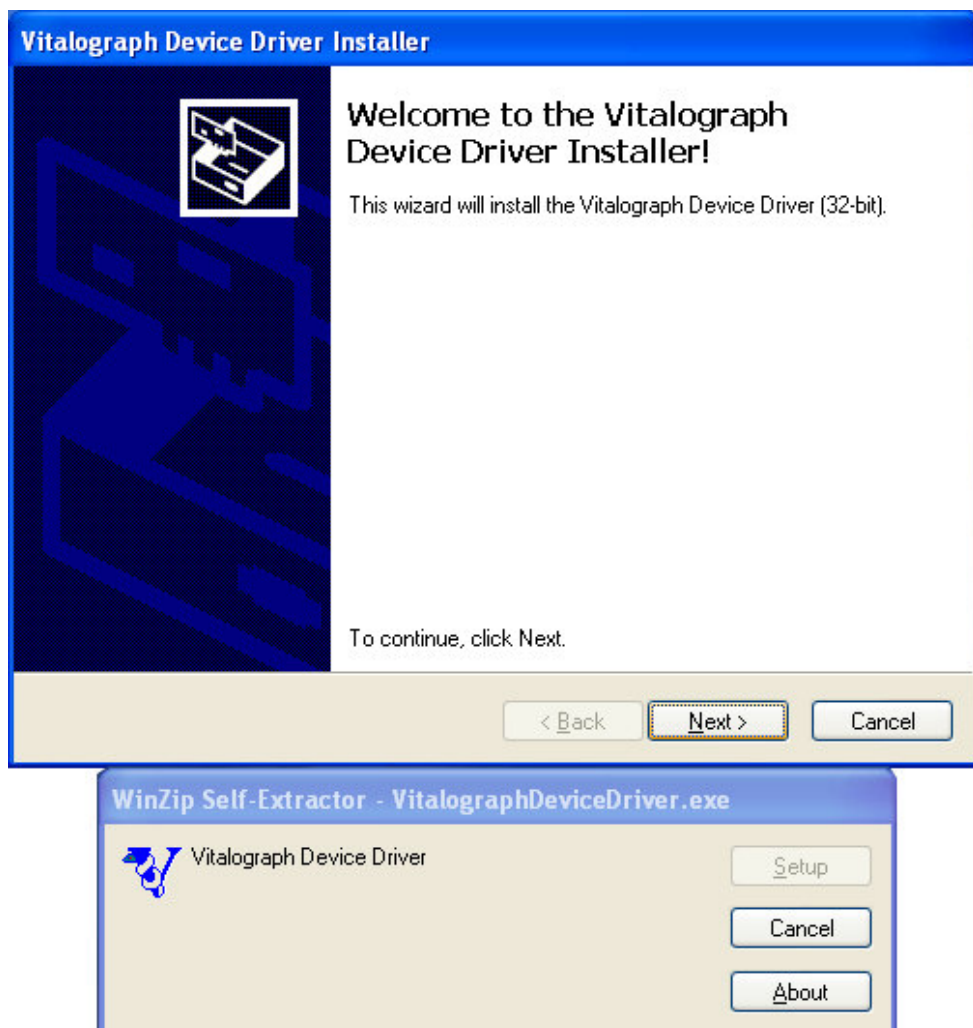 Vitalograph Device Driver Installer
Welcome to the Vitalograph
Device Driver Installer!
This wizard will install the Vitalograph Device Driver (32-bit).
To continue, click Next.
< Back
Next >
Cancel
WinZip Self-Extractor - VitalographDeviceDriver.exe
Vitalograph Device Driver
Setup
Cancel
About